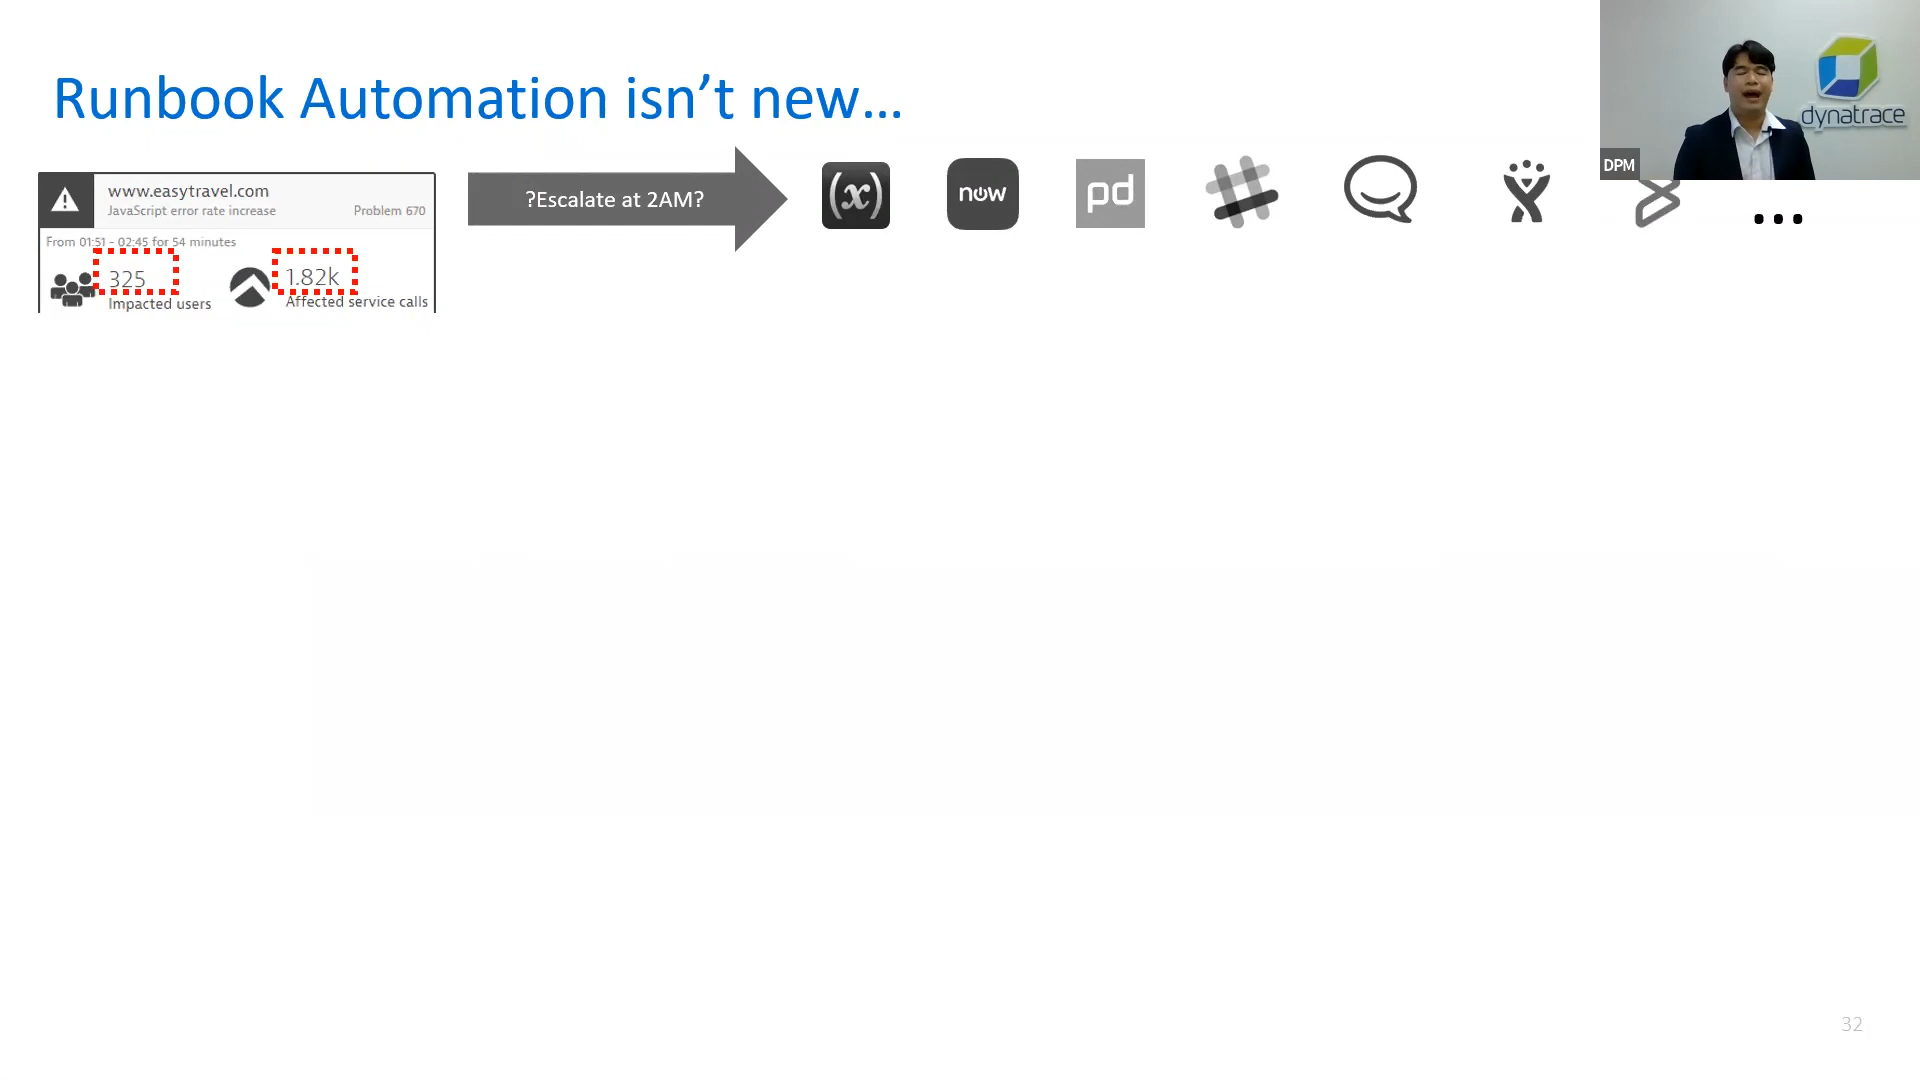 Runbook Automation isn’t new…
dynatrace
DPM
www.easytravel.com
JavaScript error rate increase Problem 670
From 01:51 - 02:45 for 54 minutes
325
Impacted users
1.82k
Affected service calls
?Escalate at 2AM?
(x)
now
pd
...
32